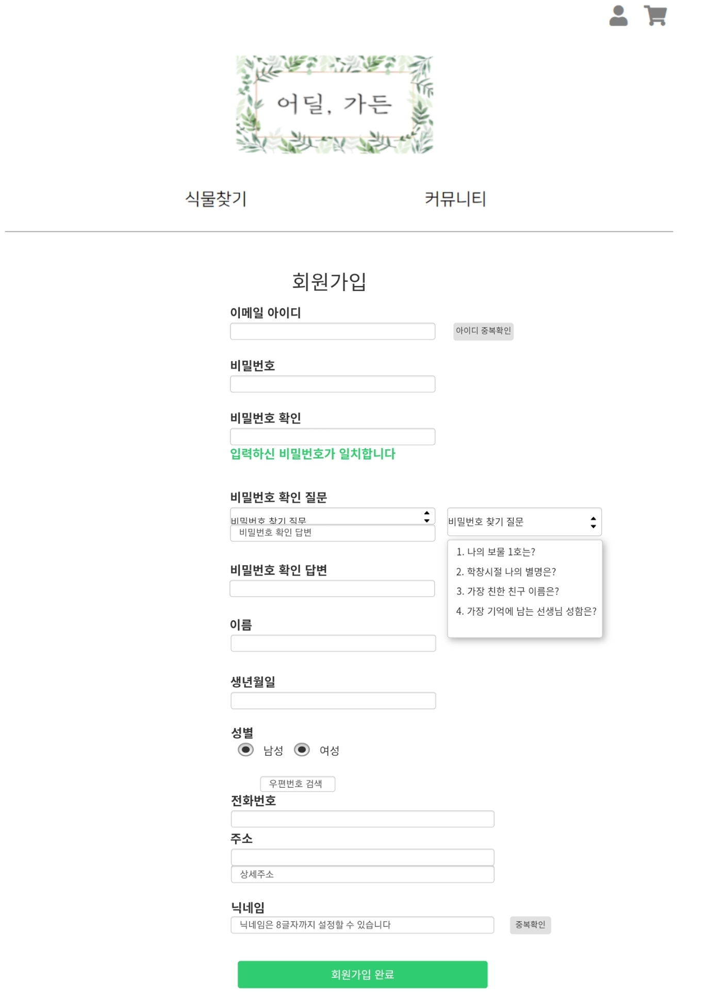 어딜, 가든
식물찾기
커뮤니티
회원가입
이메일 아이디
아이디 중복확인
비밀번호
비밀번호 확인
입력하신 비밀번호가 일치합니다
비밀번호 확인 질문
비밀번호 찾기 질문
비밀번호 확인 답변
비밀번호 찾기 질문
1. 나의 보물 1호는?
2. 학창시절 나의 별명은?
3. 가장 친한 친구 이름은?
4. 가장 기억에 남는 선생님 성함은?
비밀번호 확인 답변
이름
생년월일
성별
남성 여성
우편번호 검색
전화번호
주소
상세주소
닉네임
닉네임은 8글자까지 설정할 수 있습니다
중복확인
회원가입 완료